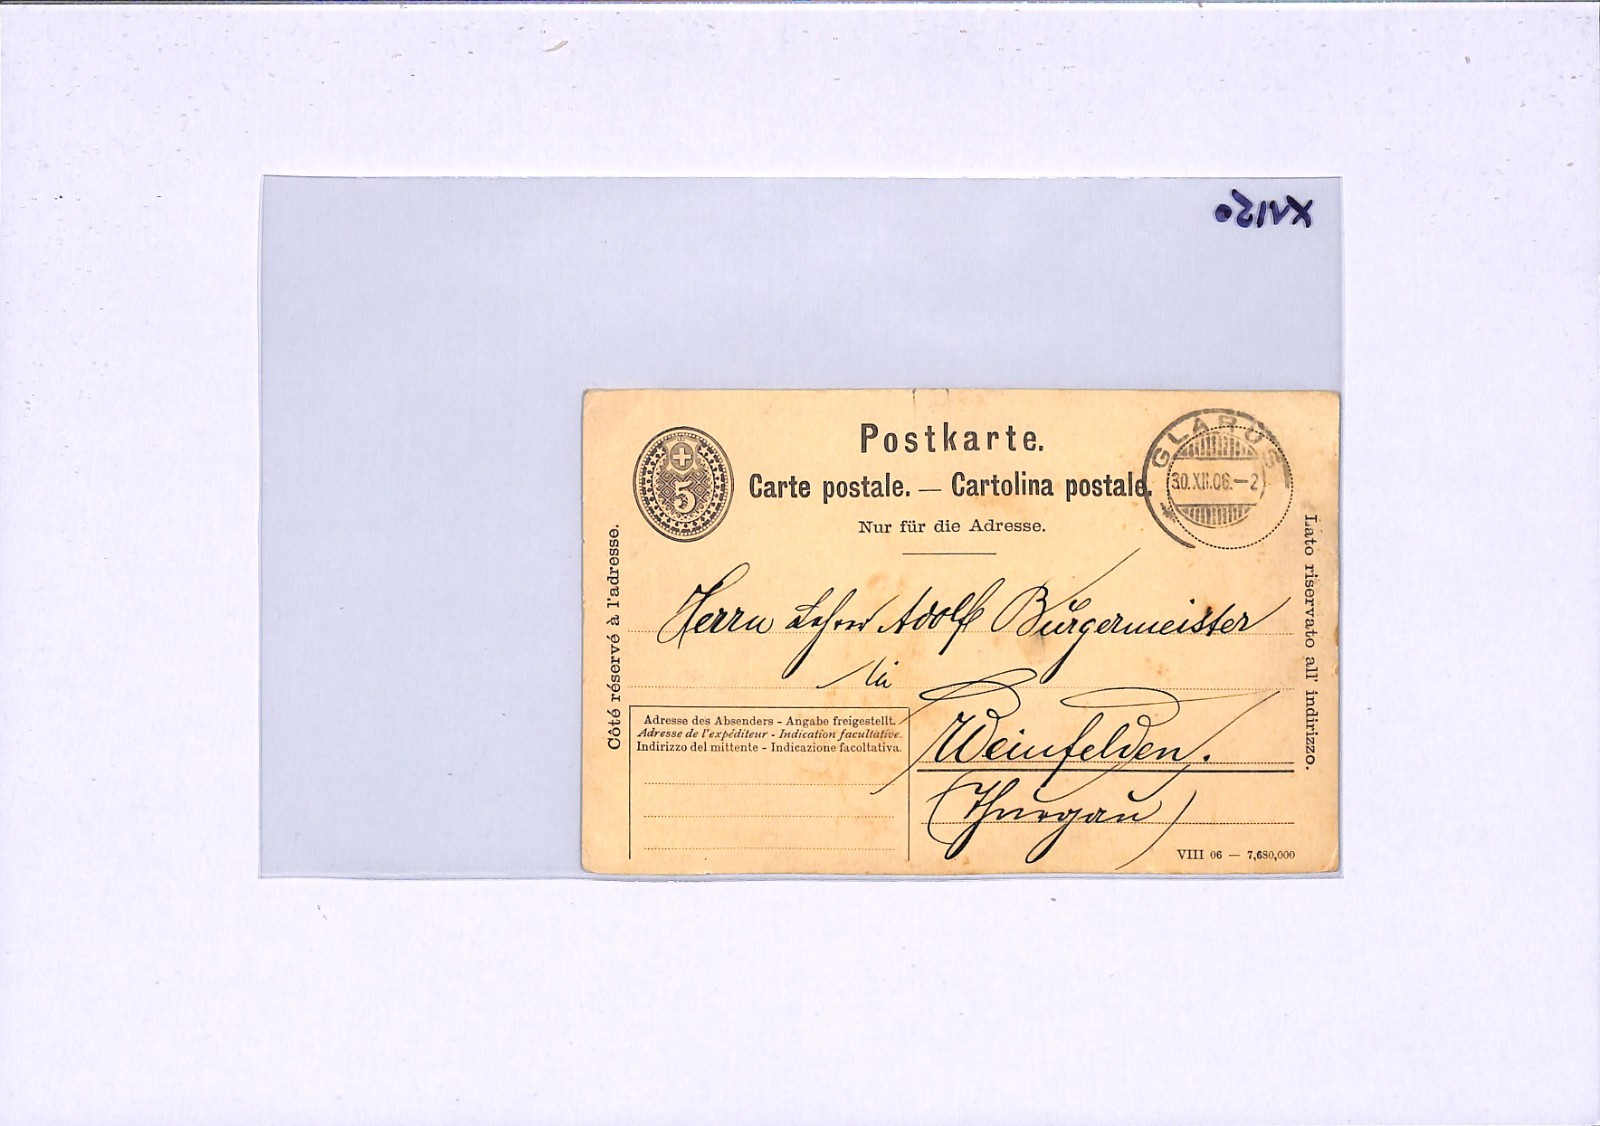 XV150
Postkarte.
Carte postale. — Cartolina postale.
Nur für die Adresse.
5
GLARUS
30.XII.06.—2
Côté réservé à l'adresse.
Lato riservato all' indirizzo.
Herrn Lehrer Adolf Bürgermeister
in
Weinfelden.
(Thurgau)
Adresse des Absenders - Angabe freigestellt.
Adresse de l'expéditeur - Indication facultative.
Indirizzo del mittente - Indicazione facoltativa.
VIII 06 — 7,680,000